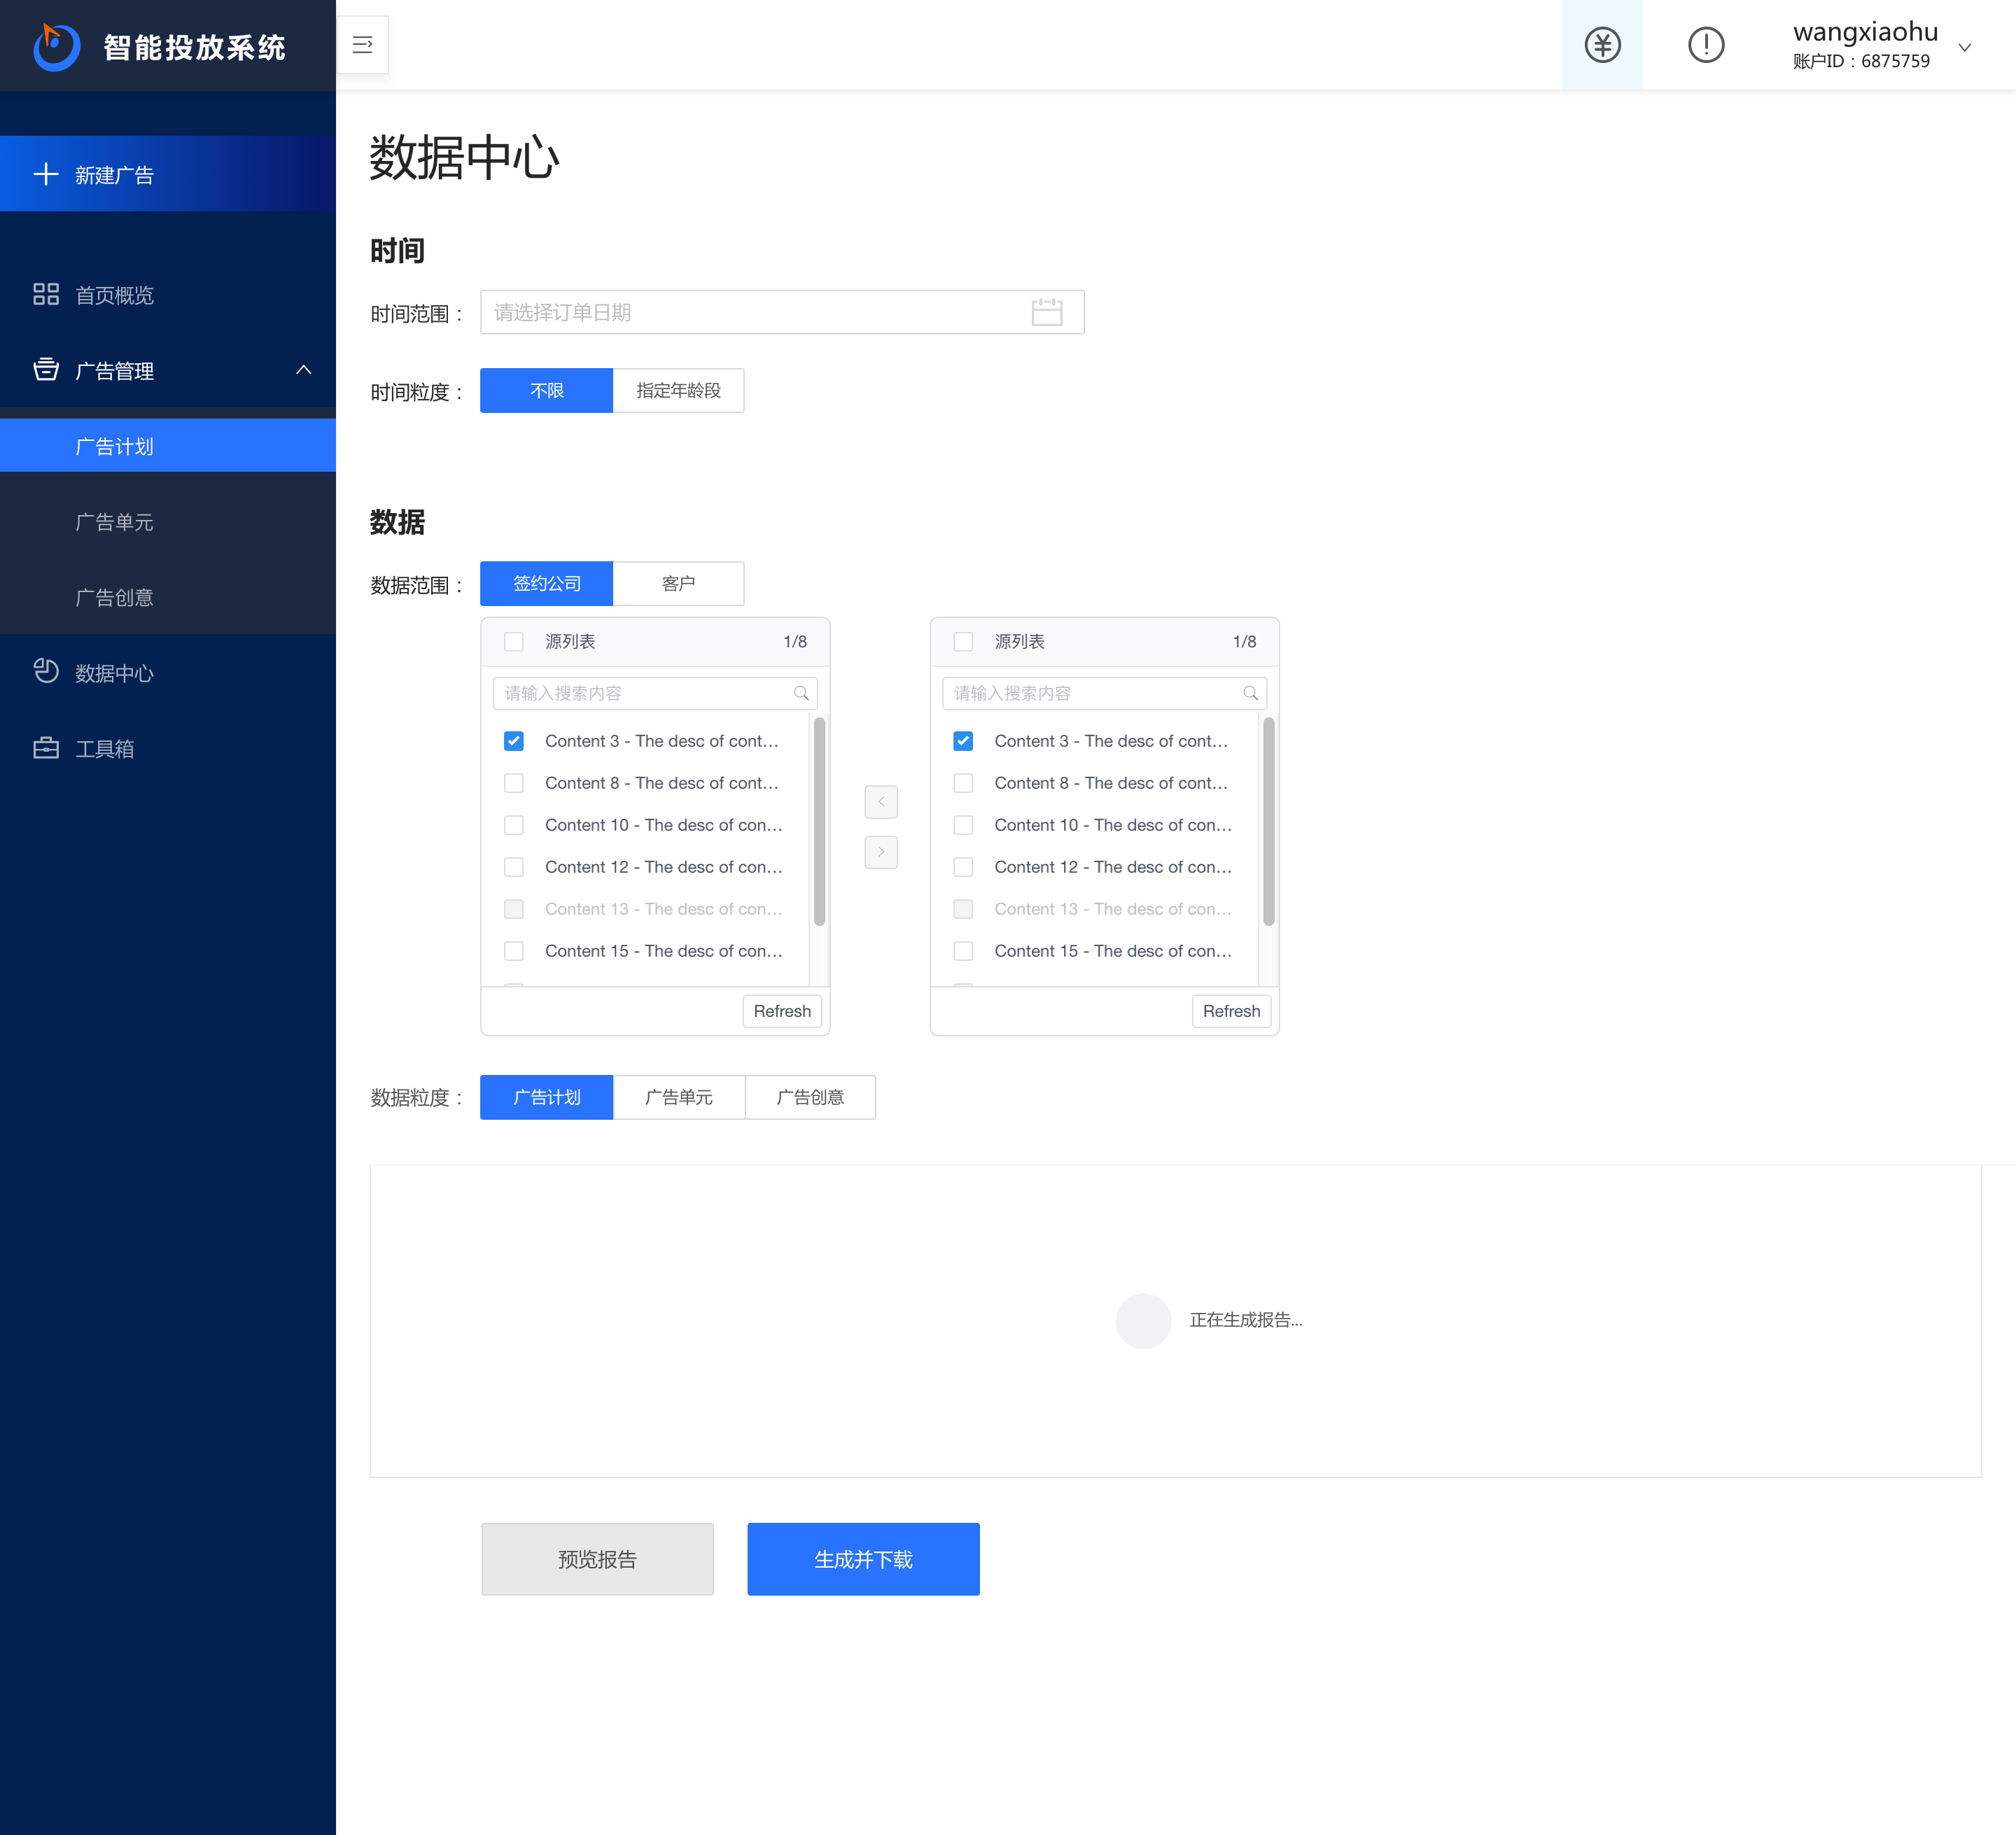 智能投放系统
wangxiaohu
账户ID：6875759
新建广告
首页概览
广告管理
广告计划
广告单元
广告创意
数据中心
工具箱
数据中心
时间
时间范围：
请选择订单日期
时间粒度：
不限
指定年龄段
数据
数据范围：
签约公司
客户
源列表
1/8
请输入搜索内容
Content 3 - The desc of cont...
Content 8 - The desc of cont...
Content 10 - The desc of con...
Content 12 - The desc of con...
Content 13 - The desc of con...
Content 15 - The desc of con...
Refresh
源列表
1/8
请输入搜索内容
Content 3 - The desc of cont...
Content 8 - The desc of cont...
Content 10 - The desc of con...
Content 12 - The desc of con...
Content 13 - The desc of con...
Content 15 - The desc of con...
Refresh
数据粒度：
广告计划
广告单元
广告创意
正在生成报告...
预览报告
生成并下载